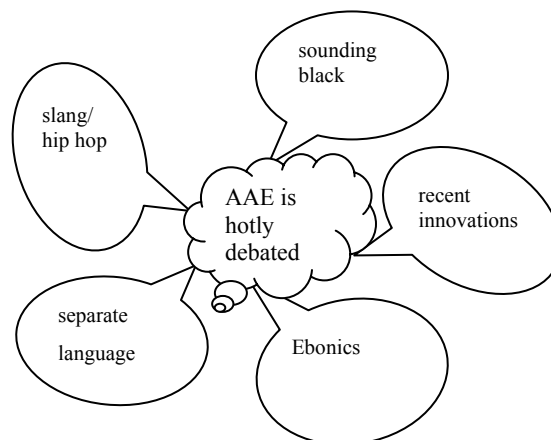 sounding
black
slang/
hip hop
AAE is
hotly
debated
recent
innovations
separate
language
Ebonics